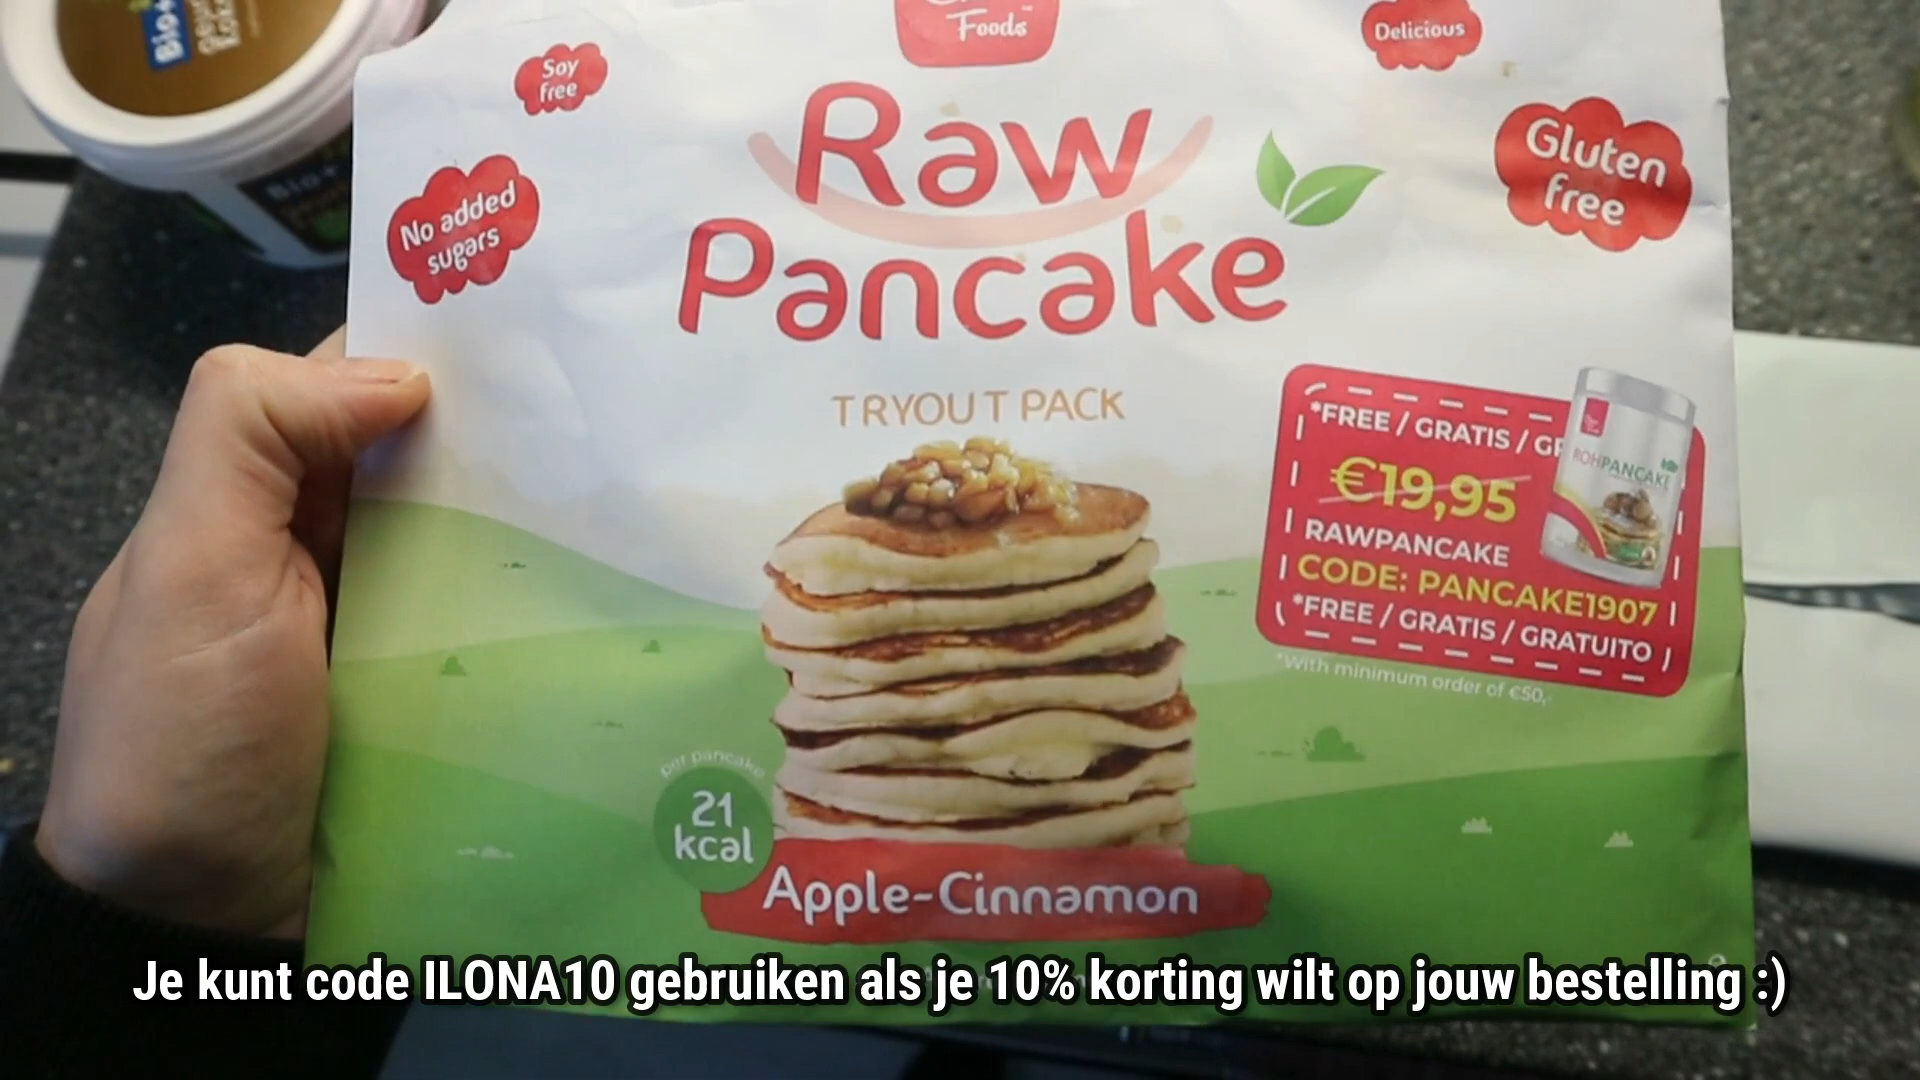 Bio+
Foods™
Delicious
Soy
free
Raw
Gluten
free
No added
sugars
Pancake
TRYOUT PACK
*FREE / GRATIS / GR
€19,95
ROHPANCAKE
RAWPANCAKE
CODE: PANCAKE1907
*FREE / GRATIS / GRATUITO
*With minimum order of €50,-
per pancake
21
kcal
Apple-Cinnamon
Je kunt code ILONA10 gebruiken als je 10% korting wilt op jouw bestelling :)